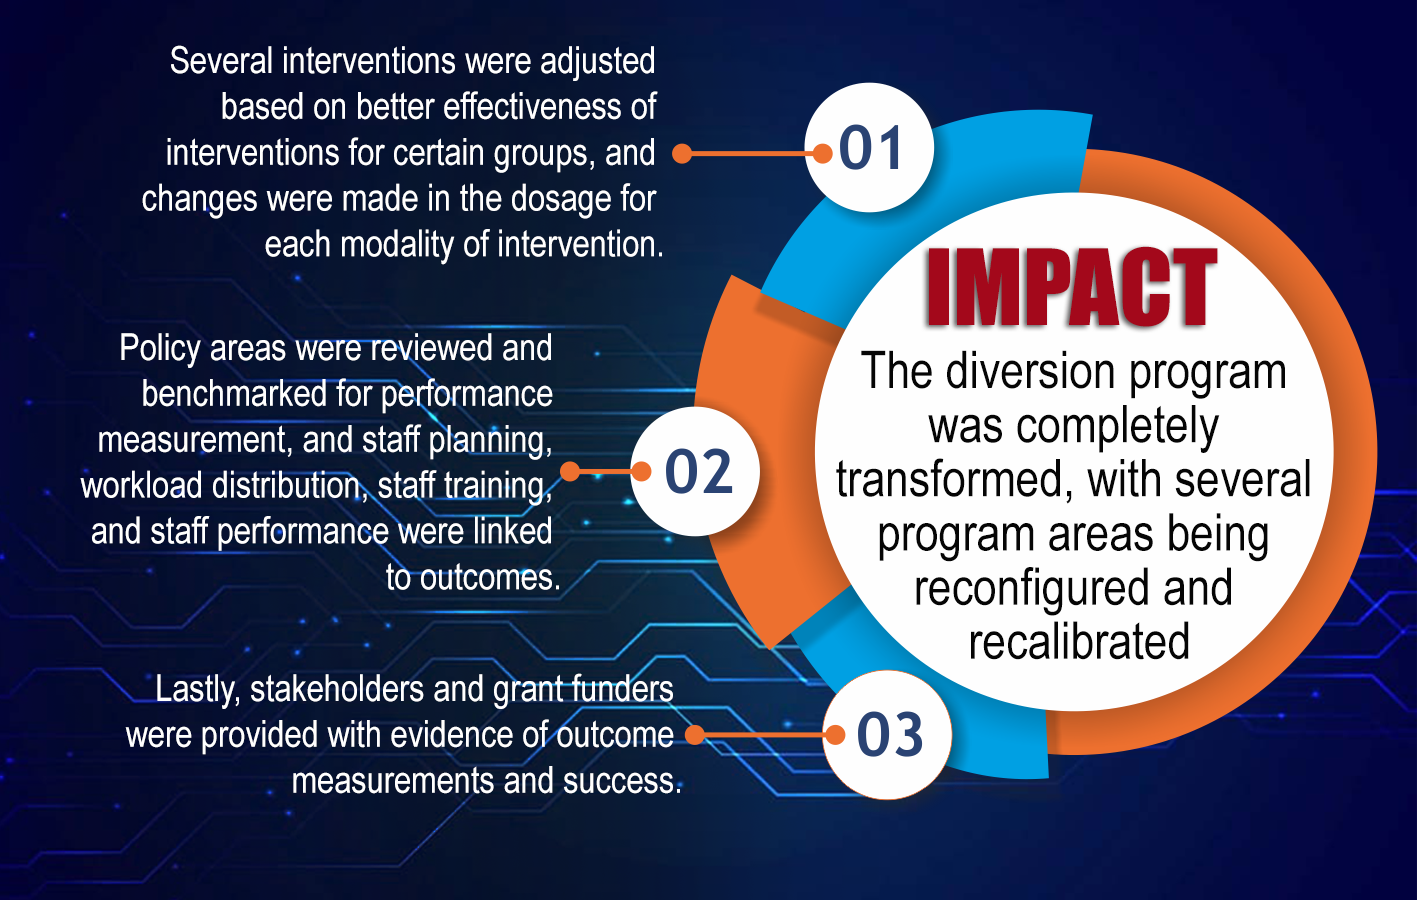 Several interventions were adjusted
based on better effectiveness of
interventions for certain groups, and
changes were made in the dosage for
each modality of intervention.
01
Policy areas were reviewed and
benchmarked for performance
measurement, and staff planning,
workload distribution, staff training,
and staff performance were linked
to outcomes.
02
Lastly, stakeholders and grant funders
were provided with evidence of outcome
measurements and success.
03
IMPACT
The diversion program
was completely
transformed, with several
program areas being
reconfigured and
recalibrated